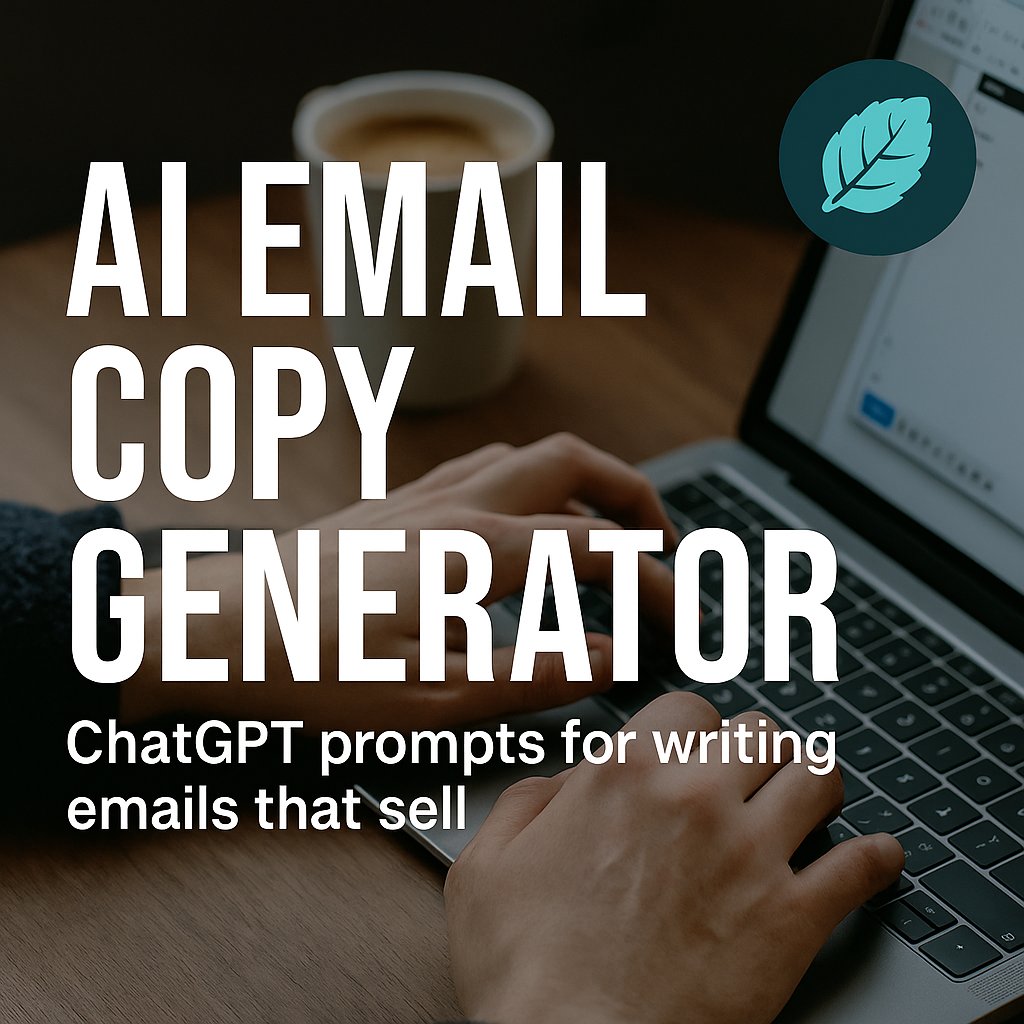 AI EMAIL
COPY
GENERATOR
ChatGPT prompts for writing
emails that sell